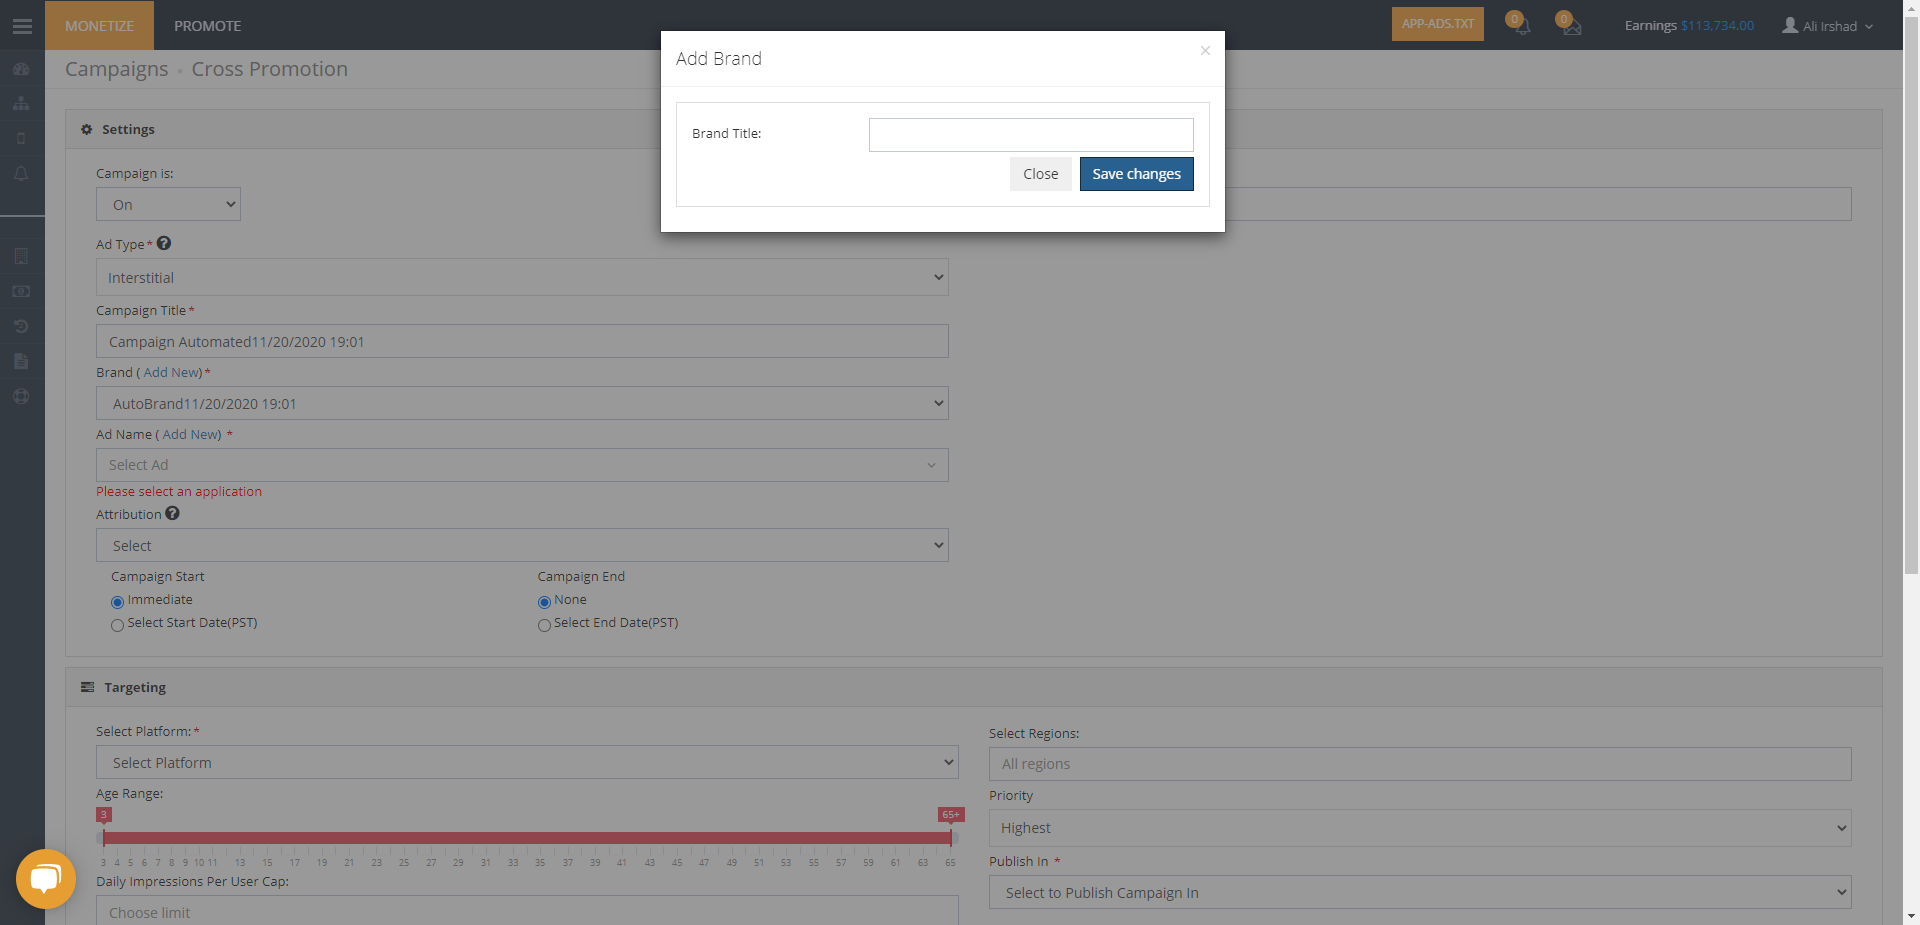 MONETIZE
PROMOTE
APP-ADS.TXT
0
0
Earnings $113,734.00
Ali Irshad
Campaigns
Cross Promotion
Add Brand
×
Brand Title:
Close
Save changes
Settings
Campaign is:
On
Ad Type*
Interstitial
Campaign Title*
Campaign Automated11/20/2020 19:01
Brand ( Add New)*
AutoBrand11/20/2020 19:01
Ad Name ( Add New) *
Select Ad
Please select an application
Attribution
Select
Campaign Start
Immediate
Select Start Date(PST)
Campaign End
None
Select End Date(PST)
Targeting
Select Platform:*
Select Platform
Age Range:
3
65+
3 4 5 6 7 8 9 10 11 13 15 17 19 21 23 25 27 29 31 33 35 37 39 41 43 45 47 49 51 53 55 57 59 61 63 65
Daily Impressions Per User Cap:
Choose limit
Select Regions:
All regions
Priority
Highest
Publish In *
Select to Publish Campaign In